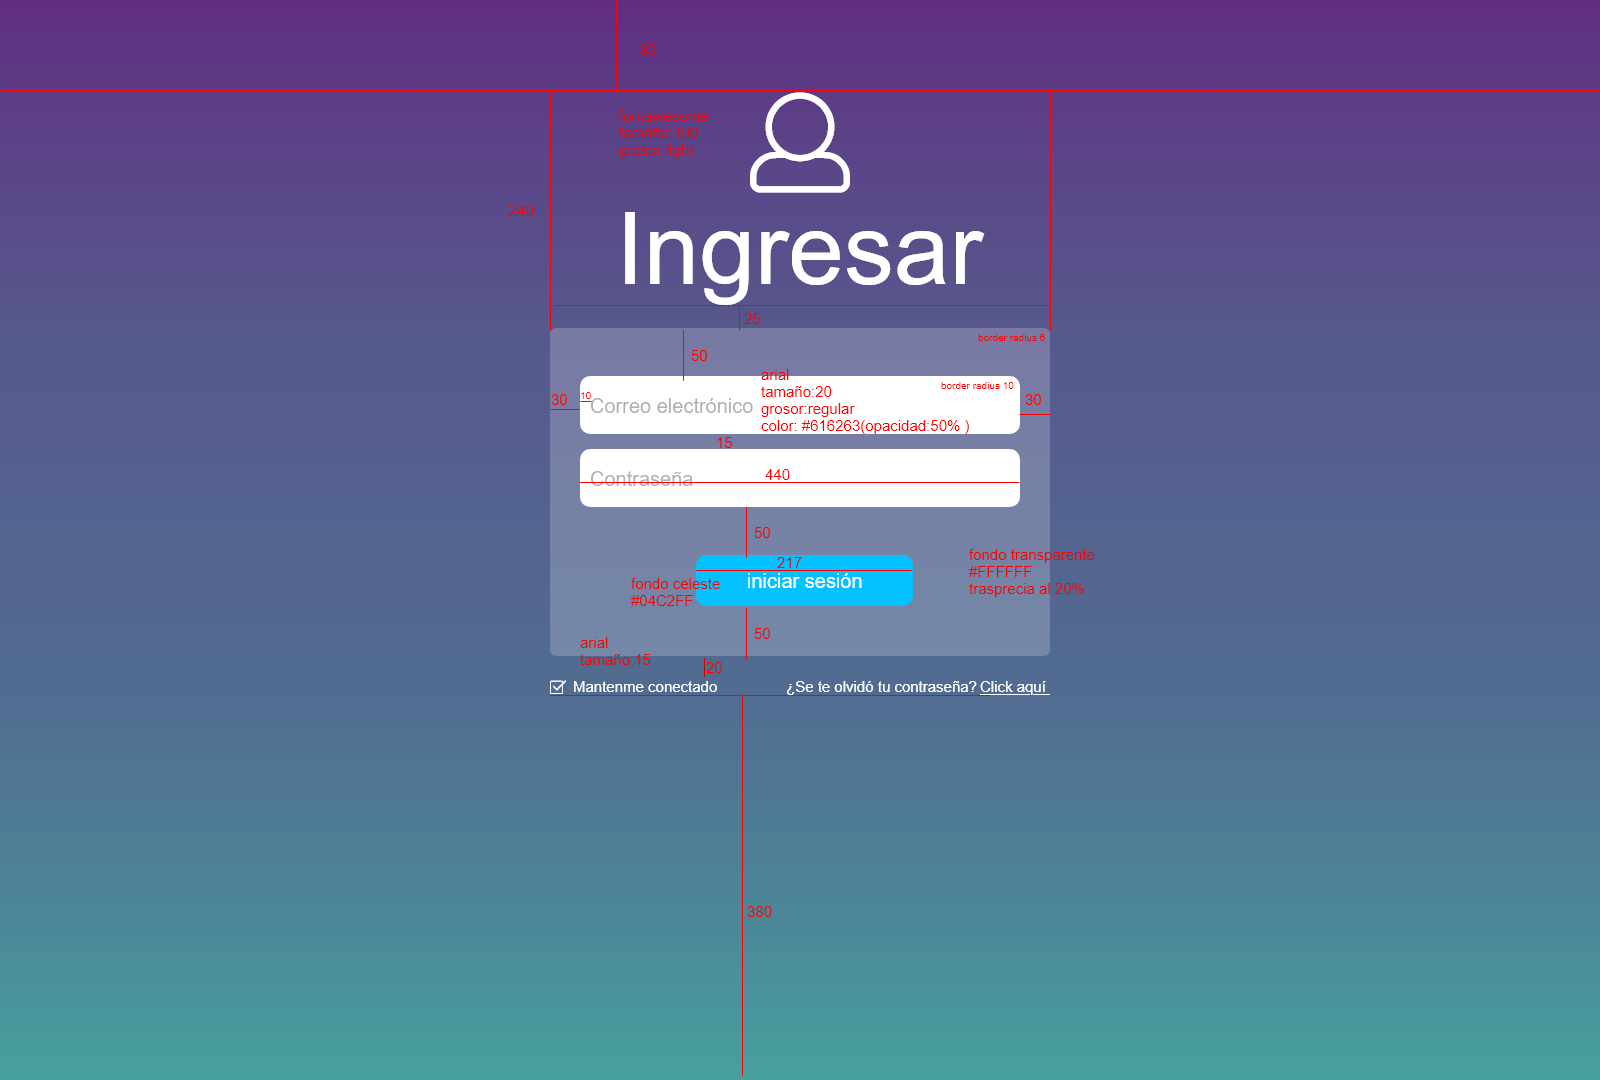 90
fontawesome
tamaño:100
grosor:light
240
Ingresar
25
border radius 6
50
arial
tamaño:20
grosor:regular
color: #616263(opacidad:50% )
border radius 10
30
10
30
Correo electrónico
15
Contraseña
440
50
217
iniciar sesión
fondo celeste
#04C2FF
fondo transparente
#FFFFFF
trasprecia al 20%
50
arial
tamaño:15
20
Mantenme conectado
¿Se te olvidó tu contraseña? Click aquí
380